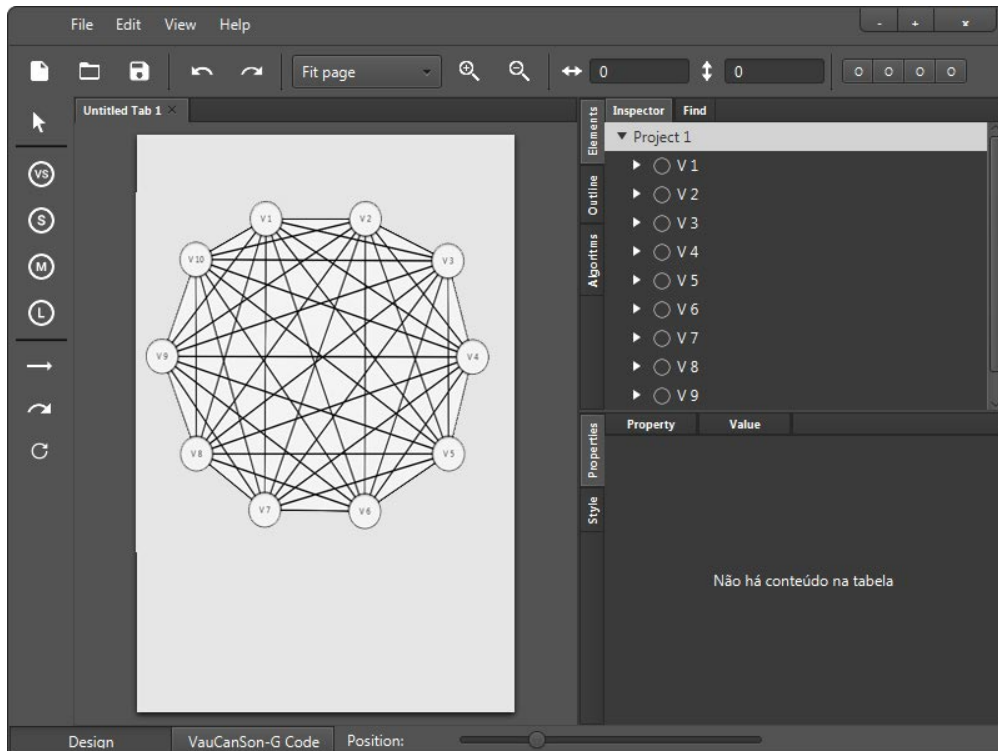 File Edit View Help
- + x
Fit page 0 0 o o o o
Untitled Tab 1 ×
VS
S
M
L
V1 V2
V10 V3
V9 V4
V8 V5
V7 V6
Elements
Outline
Algoritms
Inspector Find
Project 1
V 1
V 2
V 3
V 4
V 5
V 6
V 7
V 8
V 9
Properties
Style
Property Value
Não há conteúdo na tabela
Design VauCanSon-G Code Position: